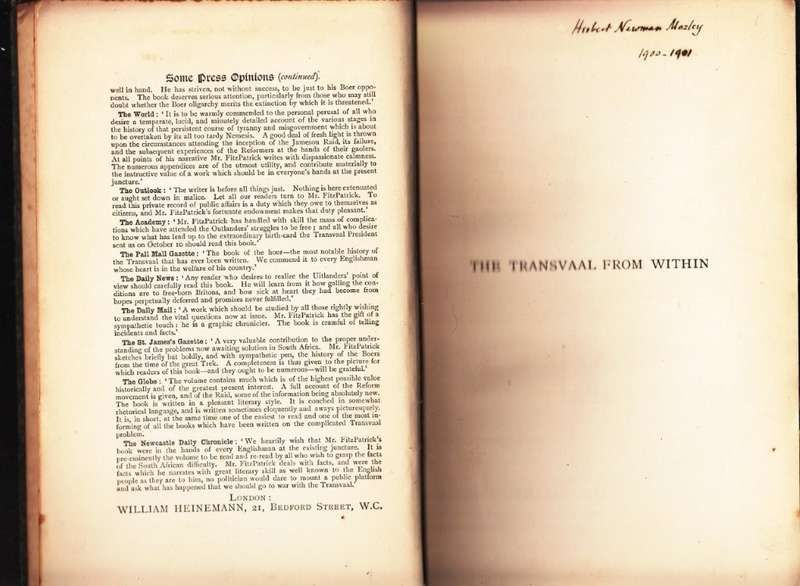 Some Press Opinions (continued).
well in hand. He has striven, not without success, to be just to his Boer oppo-
nents. The book deserves serious attention, particularly from those who may still
doubt whether the Boer oligarchy merits the extinction by which it is threatened.'
The World: 'It is to be warmly commended to the personal perusal of all who
desire a temperate, lucid, and minutely detailed account of the various stages in
the history of that persistent course of tyranny and misgovernment which is about
to be overtaken by its all too tardy Nemesis. A good deal of fresh light is thrown
upon the circumstances attending the inception of the Jameson Raid, its failure,
and the subsequent experiences of the Reformers at the hands of their gaolers.
At all points of his narrative Mr. FitzPatrick writes with dispassionate calmness.
The numerous appendices are of the utmost utility, and contribute materially to
the instructive value of a work which should be in everyone's hands at the present
juncture.'
The Outlook: 'The writer is before all things just. Nothing is here extenuated
or aught set down in malice. Let all our readers turn to Mr. FitzPatrick. To
read this private record of public affairs is a duty which they owe to themselves as
citizens, and Mr. FitzPatrick's fortunate endowment makes that duty pleasant.'
The Academy: 'Mr. FitzPatrick has handled with skill the mass of complica-
tions which have attended the Outlanders' struggles to be free; and all who desire
to know what has lead up to the extraordinary birth-card the Transvaal President
sent us on October 10 should read this book.'
The Pall Mall Gazette: 'The book of the hour—the most notable history of
the Transvaal that has ever been written. We commend it to every Englishman
whose heart is in the welfare of his country.'
The Daily News: 'Any reader who desires to realize the Uitlanders' point of
view should carefully read this book. He will learn from it how galling the con-
ditions are to free-born Britons, and how sick at heart they had become from
hopes perpetually deferred and promises never fulfilled.'
The Daily Mail: 'A work which should be studied by all those rightly wishing
to understand the vital questions now at issue. Mr. FitzPatrick has the gift of a
sympathetic touch; he is a graphic chronicler. The book is cramful of telling
incidents and facts.'
The St. James's Gazette: 'A very valuable contribution to the proper under-
standing of the problems now awaiting solution in South Africa. Mr. FitzPatrick
sketches briefly but boldly, and with sympathetic pen, the history of the Boers
from the time of the great Trek. A completeness is thus given to the picture for
which readers of this book—and they ought to be numerous—will be grateful.'
The Globe: 'The volume contains much which is of the highest possible value
historically and of the greatest present interest. A full account of the Reform
movement is given, and of the Raid, some of the information being absolutely new.
The book is written in a pleasant literary style. It is couched in somewhat
rhetorical language, and is written sometimes eloquently and aways picturesquely.
It is, in short, at the same time one of the easiest to read and one of the most in-
forming of all the books which have been written on the complicated Transvaal
problem.
The Newcastle Daily Chronicle: 'We heartily wish that Mr. FitzPatrick's
book were in the hands of every Englishman at the existing juncture. It is
pre-eminently the volume to be read and re-read by all who wish to grasp the facts
of the South African difficulty. Mr. FitzPatrick deals with facts, and were the
facts which he narrates with great literary skill as well known to the English
people as they are to him, no politician would dare to mount a public platform
and ask what has happened that we should go to war with the Transvaal.'
London:
WILLIAM HEINEMANN, 21, Bedford Street, W.C.
Herbert Newman Mozley
1900-1901
THE TRANSVAAL FROM WITHIN